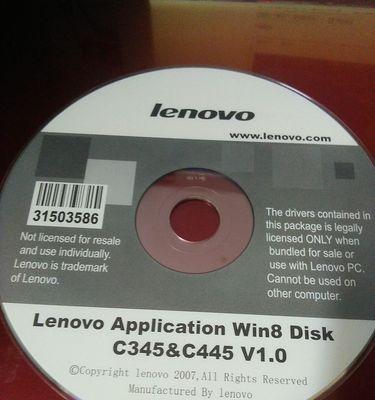 lenovo
www.lenovo.com
31503586
Not licensed for resale
and use individually.
Lenovo is trademark
of Lenovo.
The drivers contained in
this package is legally
licensed ONLY when
bundled for sale or
use with Lenovo PC.
Cannot be used on
other computer.
Lenovo Application Win8 Disk
C345&C445 V1.0
©Copyright lenovo 2007,All Rights Reserved
Manufactured By lenovo